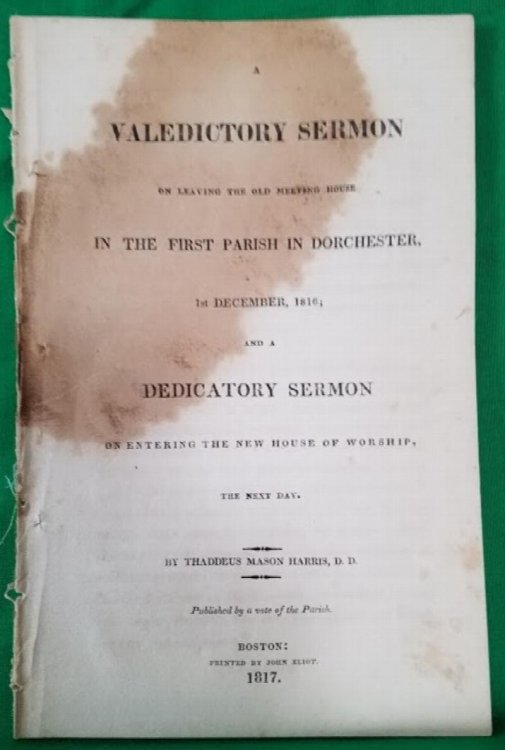 A
VALEDICTORY SERMON
ON LEAVING THE OLD MEETING HOUSE
IN THE FIRST PARISH IN DORCHESTER,
1st DECEMBER, 1816;
AND A
DEDICATORY SERMON
ON ENTERING THE NEW HOUSE OF WORSHIP,
THE NEXT DAY.
BY THADDEUS MASON HARRIS, D. D.
Published by a vote of the Parish.
BOSTON:
PRINTED BY JOHN ELIOT.
1817.